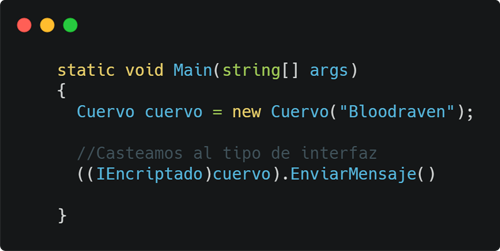 static void Main(string[] args)
{
Cuervo cuervo = new Cuervo("Bloodraven");
//Casteamos al tipo de interfaz
((IEncriptado)cuervo).EnviarMensaje()
}